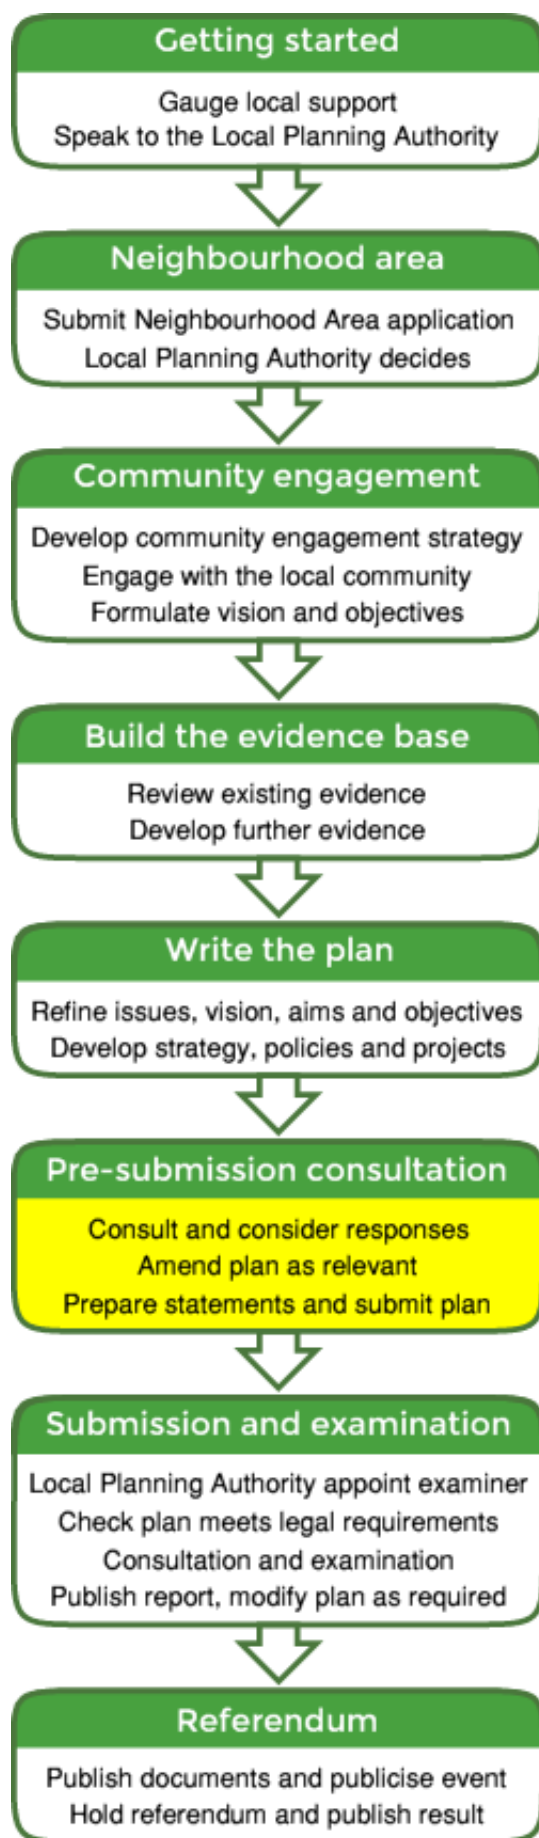 Getting started
Gauge local support
Speak to the Local Planning Authority
Neighbourhood area
Submit Neighbourhood Area application
Local Planning Authority decides
Community engagement
Develop community engagement strategy
Engage with the local community
Formulate vision and objectives
Build the evidence base
Review existing evidence
Develop further evidence
Write the plan
Refine issues, vision, aims and objectives
Develop strategy, policies and projects
Pre-submission consultation
Consult and consider responses
Amend plan as relevant
Prepare statements and submit plan
Submission and examination
Local Planning Authority appoint examiner
Check plan meets legal requirements
Consultation and examination
Publish report, modify plan as required
Referendum
Publish documents and publicise event
Hold referendum and publish result